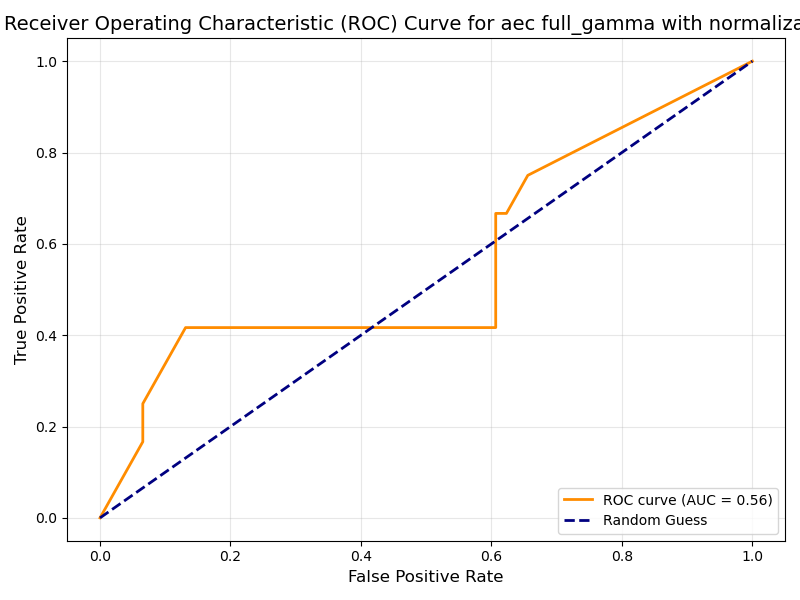 Receiver Operating Characteristic (ROC) Curve for aec full_gamma with normaliza
1.0
0.8
0.6
0.4
0.2
0.0
True Positive Rate
ROC curve (AUC = 0.56)
Random Guess
0.0 0.2 0.4 0.6 0.8 1.0
False Positive Rate